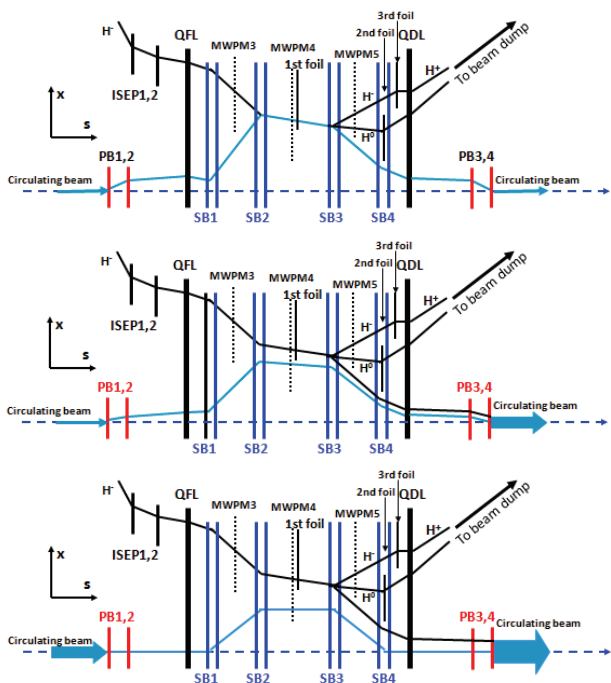 3rd foil
2nd foil
H- QFL QDL
MWPM3 MWPM4 MWPM5
1st foil
H+
To beam dump
ISEP1,2
H-
x
H0
s
PB1,2 PB3,4
Circulating beam Circulating beam
SB1 SB2 SB3 SB4
3rd foil
2nd foil
H- QFL QDL
MWPM3 MWPM4 MWPM5
1st foil
H+
To beam dump
ISEP1,2
H-
x
H0
s
PB1,2 PB3,4
Circulating beam Circulating beam
SB1 SB2 SB3 SB4
3rd foil
2nd foil
H- QFL QDL
MWPM3 MWPM4 MWPM5
1st foil
H+
To beam dump
ISEP1,2
H-
x
H0
s
PB1,2 PB3,4
Circulating beam Circulating beam
SB1 SB2 SB3 SB4